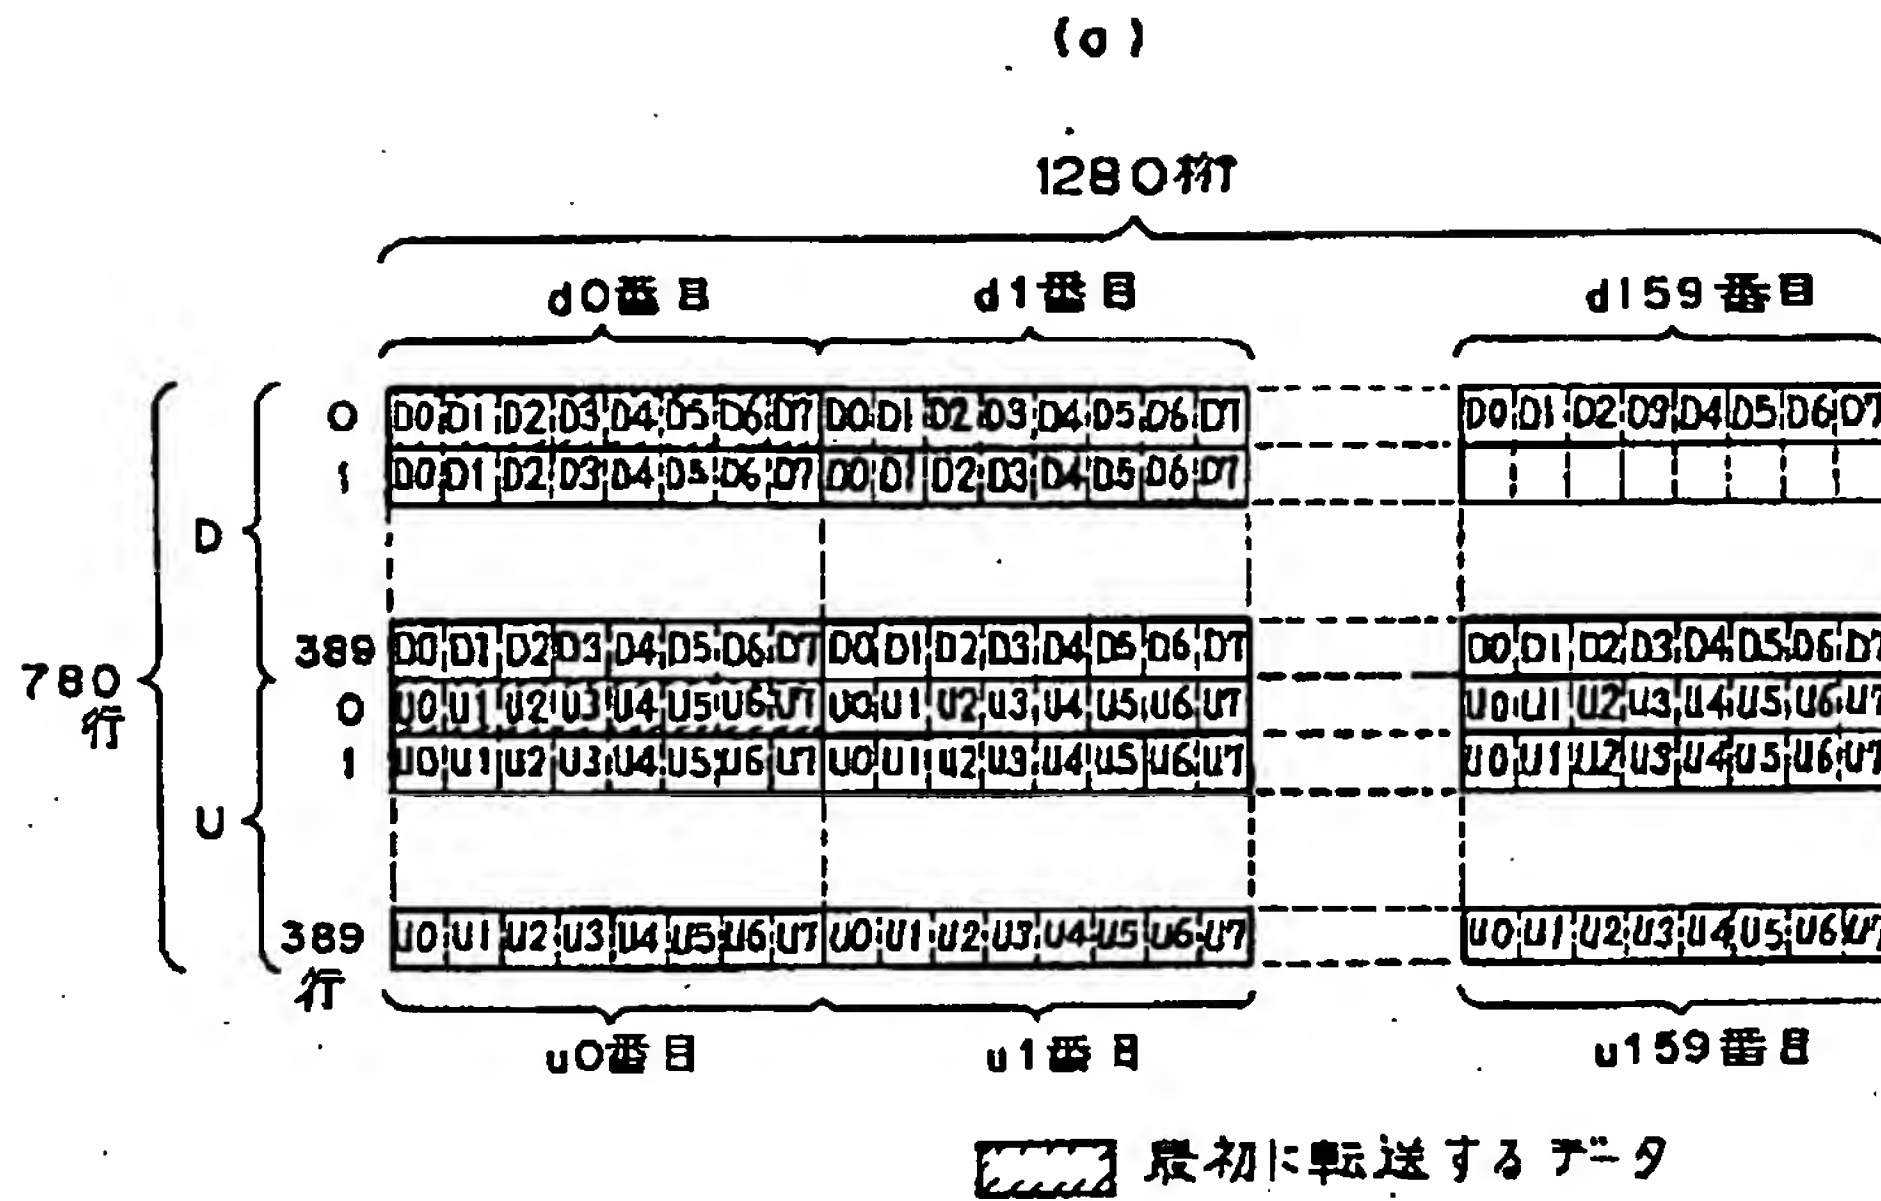 (a)
1280桁
d0番目 d1番目 d159番目
0 D0 D1 D2 D3 D4 D5 D6 D7 D0 D1 D2 D3 D4 D5 D6 D7 D0 D1 D2 D3 D4 D5 D6 D7
1 D0 D1 D2 D3 D4 D5 D6 D7 D0 D1 D2 D3 D4 D5 D6 D7
D
389 D0 D1 D2 D3 D4 D5 D6 D7 D0 D1 D2 D3 D4 D5 D6 D7 D0 D1 D2 D3 D4 D5 D6 D7
780
行
0 U0 U1 U2 U3 U4 U5 U6 U7 U0 U1 U2 U3 U4 U5 U6 U7 U0 U1 U2 U3 U4 U5 U6 U7
1 U0 U1 U2 U3 U4 U5 U6 U7 U0 U1 U2 U3 U4 U5 U6 U7 U0 U1 U2 U3 U4 U5 U6 U7
U
389 U0 U1 U2 U3 U4 U5 U6 U7 U0 U1 U2 U3 U4 U5 U6 U7 U0 U1 U2 U3 U4 U5 U6 U7
行
u0番目 u1番目 u159番目
最初に転送するデータ